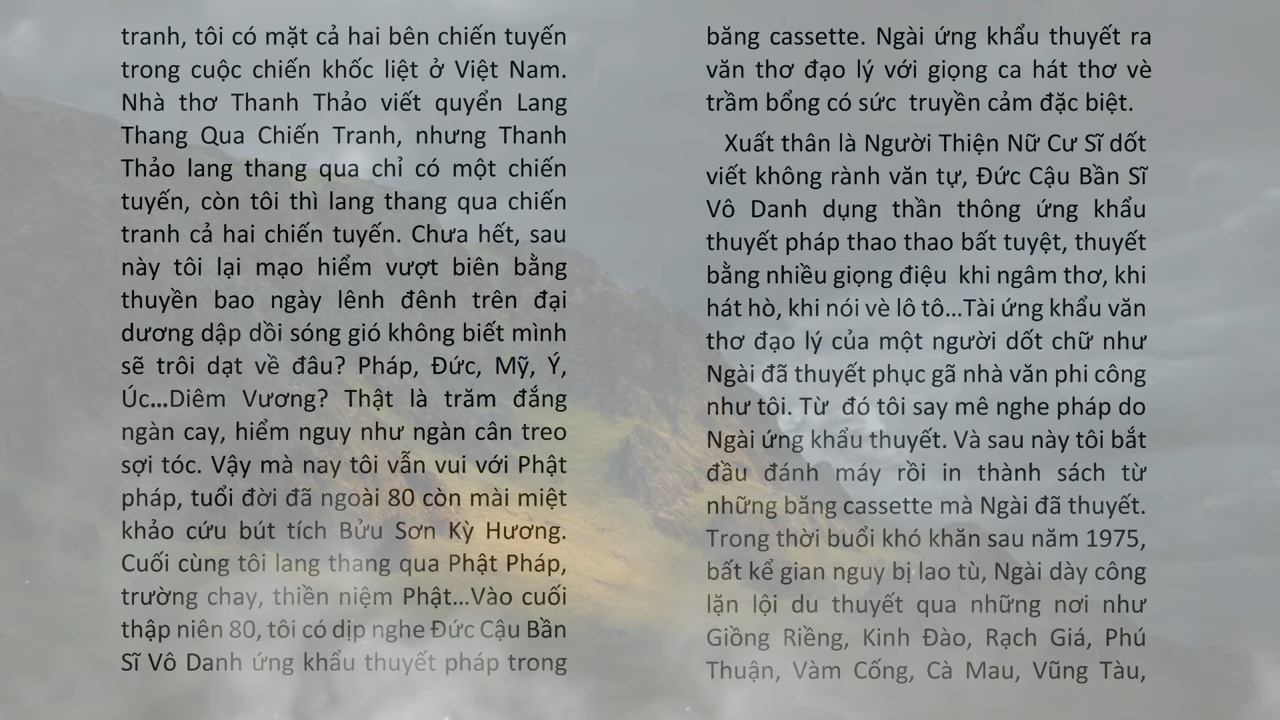 tranh, tôi có mặt cả hai bên chiến tuyến
trong cuộc chiến khốc liệt ở Việt Nam.
Nhà thơ Thanh Thảo viết quyển Lang
Thang Qua Chiến Tranh, nhưng Thanh
Thảo lang thang qua chỉ có một chiến
tuyến, còn tôi thì lang thang qua chiến
tranh cả hai chiến tuyến. Chưa hết, sau
này tôi lại mạo hiểm vượt biên bằng
thuyền bao ngày lênh đênh trên đại
dương dập dồi sóng gió không biết mình
sẽ trôi dạt về đâu? Pháp, Đức, Mỹ, Ý,
Úc...Diêm Vương? Thật là trăm đắng
ngàn cay, hiểm nguy như ngàn cân treo
sợi tóc. Vậy mà nay tôi vẫn vui với Phật
pháp, tuổi đời đã ngoài 80 còn mài miệt
khảo cứu bút tích Bửu Sơn Kỳ Hương.
Cuối cùng tôi lang thang qua Phật Pháp,
trường chay, thiền niệm Phật...Vào cuối
thập niên 80, tôi có dịp nghe Đức Cậu Bần
Sĩ Vô Danh ứng khẩu thuyết pháp trong
băng cassette. Ngài ứng khẩu thuyết ra
văn thơ đạo lý với giọng ca hát thơ vè
trầm bổng có sức truyền cảm đặc biệt.
Xuất thân là Người Thiện Nữ Cư Sĩ dốt
viết không rành văn tự, Đức Cậu Bần Sĩ
Vô Danh dụng thần thông ứng khẩu
thuyết pháp thao thao bất tuyệt, thuyết
bằng nhiều giọng điệu khi ngâm thơ, khi
hát hò, khi nói vè lô tô...Tài ứng khẩu văn
thơ đạo lý của một người dốt chữ như
Ngài đã thuyết phục gã nhà văn phi công
như tôi. Từ đó tôi say mê nghe pháp do
Ngài ứng khẩu thuyết. Và sau này tôi bắt
đầu đánh máy rồi in thành sách từ
những băng cassette mà Ngài đã thuyết.
Trong thời buổi khó khăn sau năm 1975,
bất kể gian nguy bị lao tù, Ngài dày công
lặn lội du thuyết qua những nơi như
Giồng Riềng, Kinh Đào, Rạch Giá, Phú
Thuận, Vàm Cống, Cà Mau, Vũng Tàu,